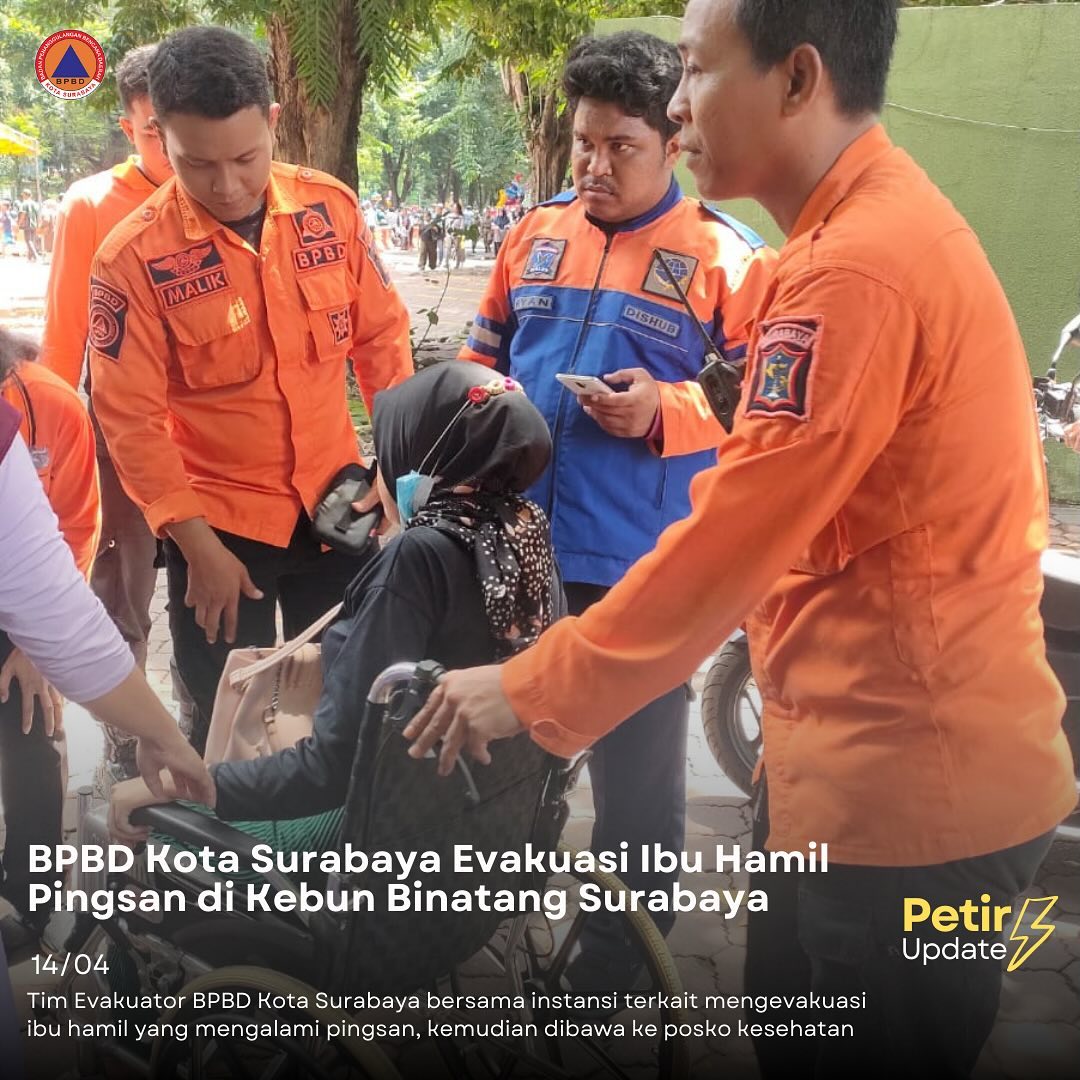 BADAN PENANGGULANGAN BENCANA DAERAH
BPBD
KOTA SURABAYA
BPBD
MALIK
BPBD
RYAN
DISHUB
SURABAYA
BPBD Kota Surabaya Evakuasi Ibu Hamil
Pingsan di Kebun Binatang Surabaya
Petir
Update
14/04
Tim Evakuator BPBD Kota Surabaya bersama instansi terkait mengevakuasi
ibu hamil yang mengalami pingsan, kemudian dibawa ke posko kesehatan